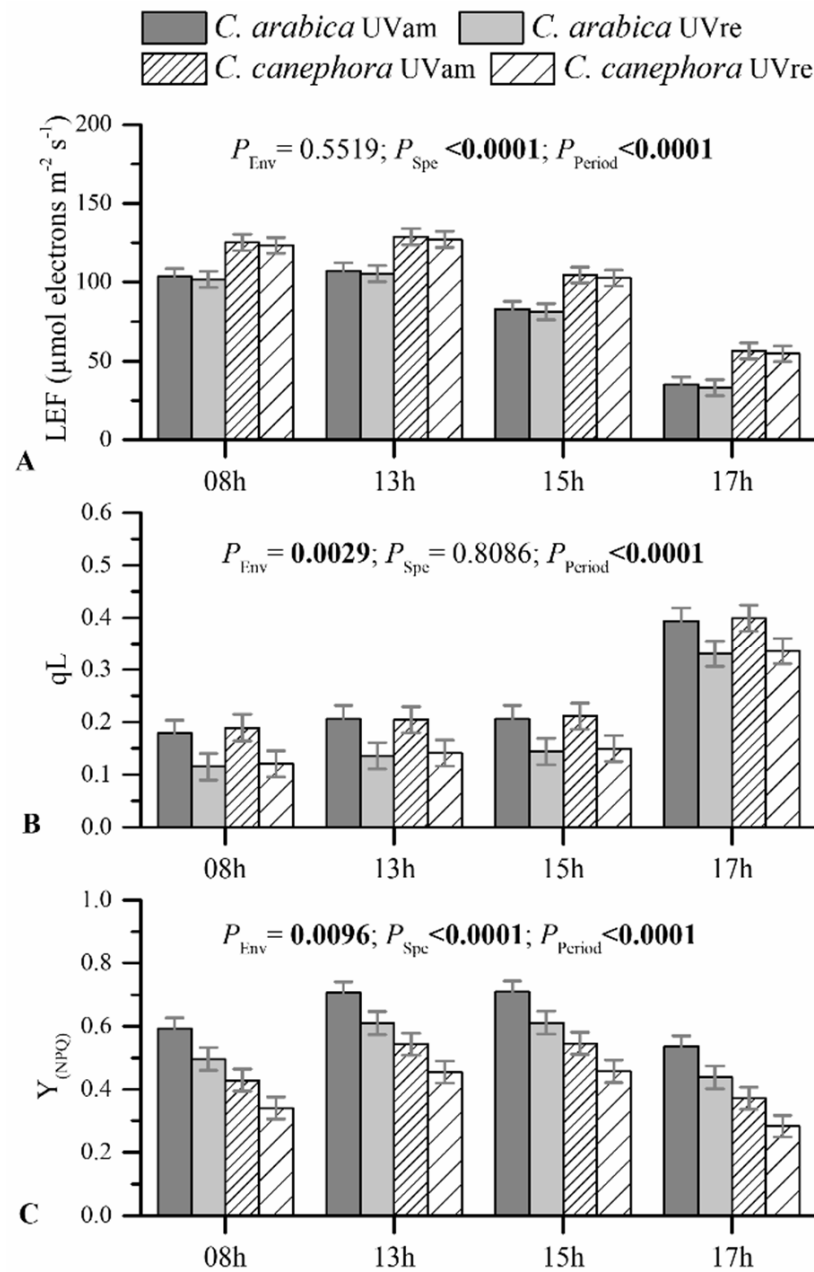 C. arabica UVam C. arabica UVre
C. canephora UVam C. canephora UVre
200
P_Env = 0.5519; P_Spe <0.0001; P_Period <0.0001
150
100
50
0
LEF (µmol electrons m⁻² s⁻¹)
A
08h 13h 15h 17h
0.6
P_Env = 0.0029; P_Spe = 0.8086; P_Period <0.0001
0.5
0.4
0.3
0.2
0.1
0.0
qL
B
08h 13h 15h 17h
1.0
P_Env = 0.0096; P_Spe <0.0001; P_Period <0.0001
0.8
0.6
0.4
0.2
0.0
Y(NPQ)
C
08h 13h 15h 17h